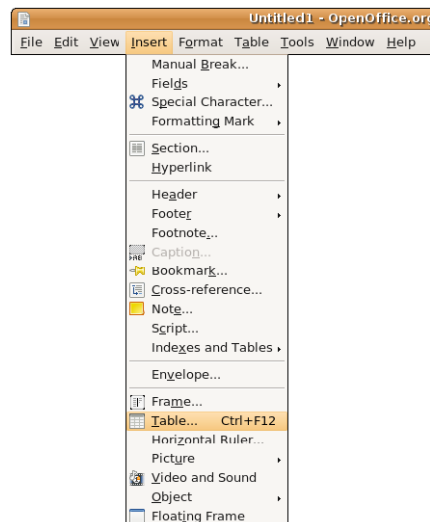 Untitled1 - OpenOffice.org
File Edit View Insert Format Table Tools Window Help
Manual Break...
Fields
Special Character...
Formatting Mark
Section...
Hyperlink
Header
Footer
Footnote...
Caption...
Bookmark...
Cross-reference...
Note...
Script...
Indexes and Tables
Envelope...
Frame...
Table... Ctrl+F12
Horizontal Ruler...
Picture
Video and Sound
Object
Floating Frame